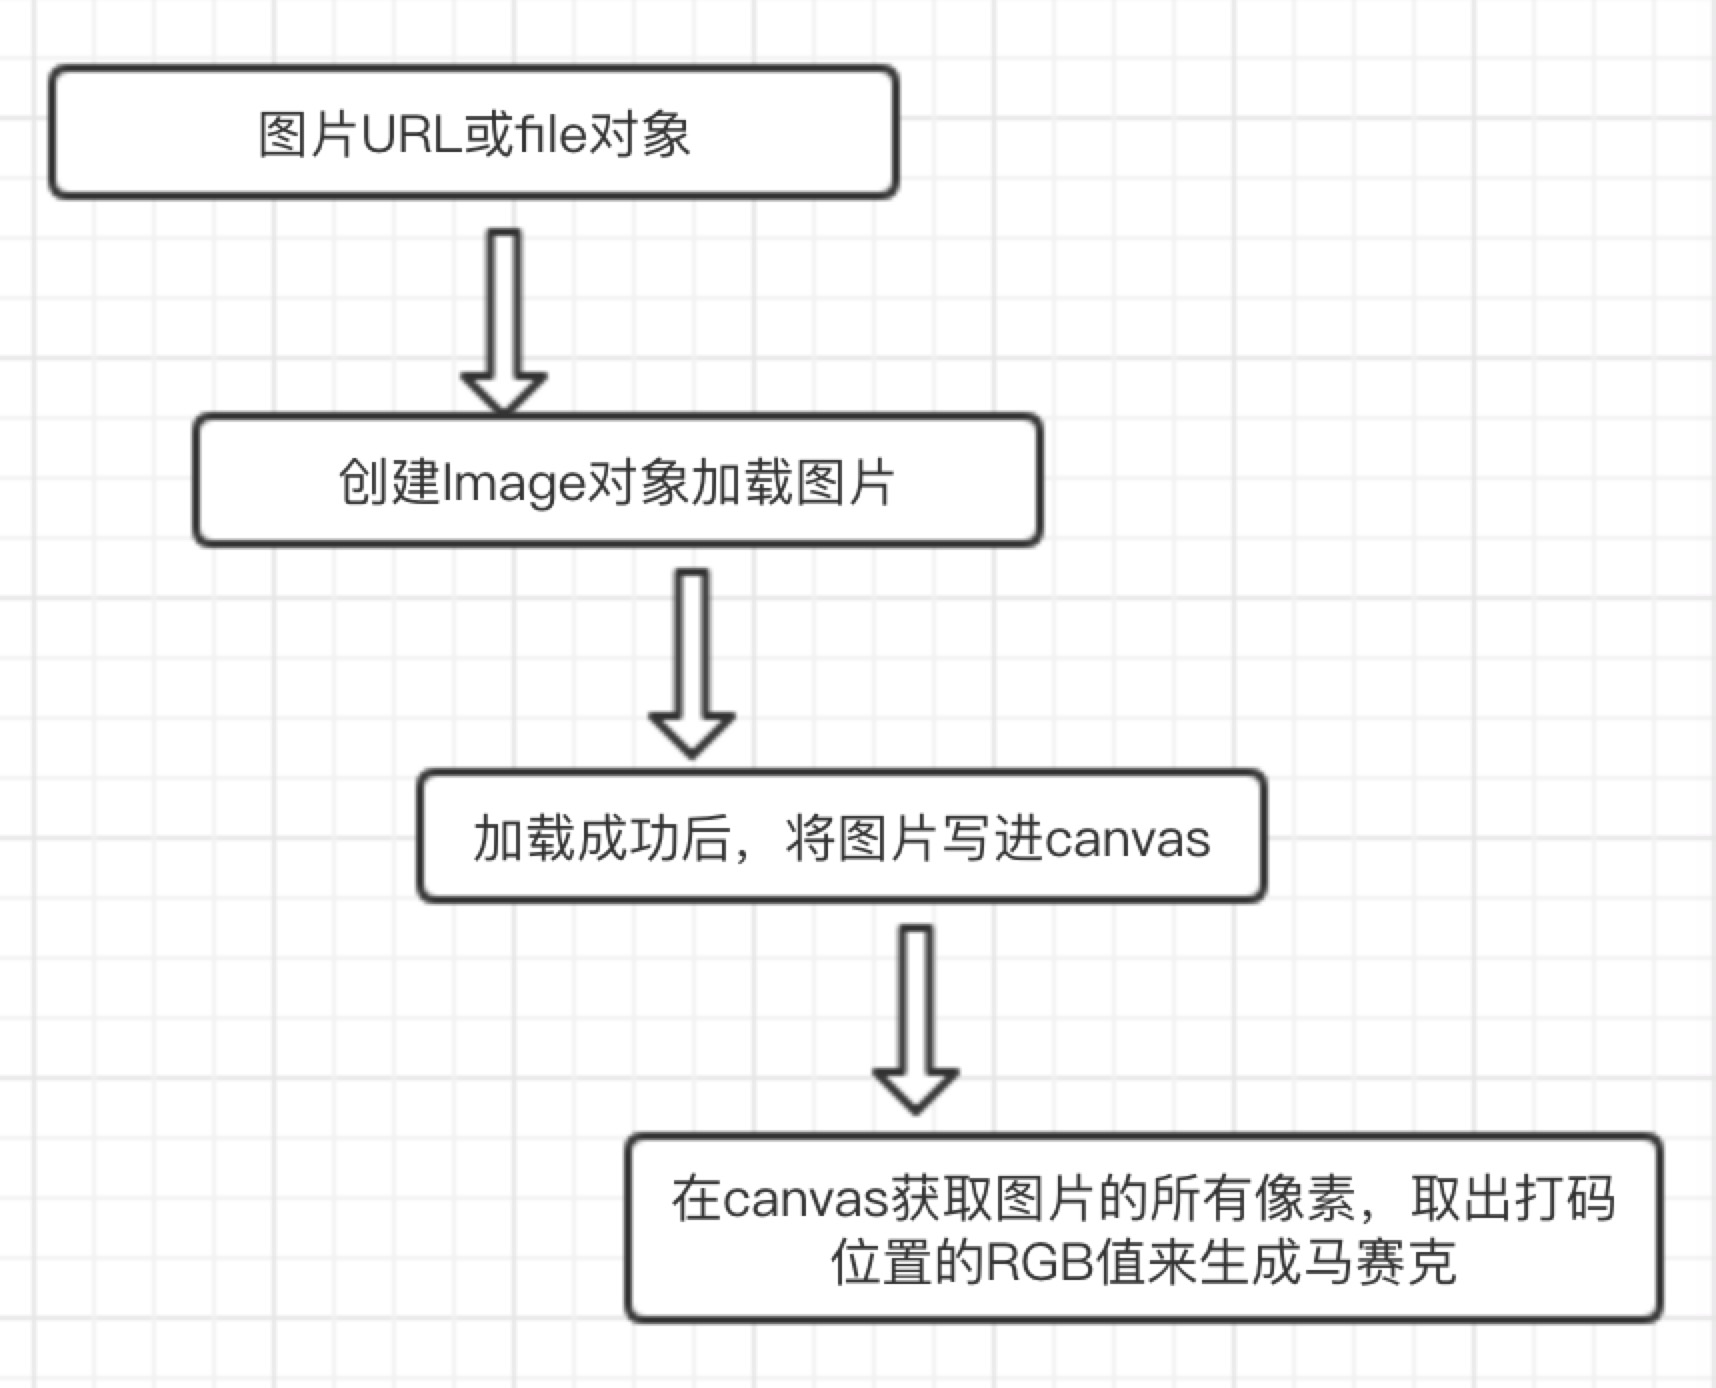 图片URL或file对象
创建Image对象加载图片
加载成功后，将图片写进canvas
在canvas获取图片的所有像素，取出打码
位置的RGB值来生成马赛克